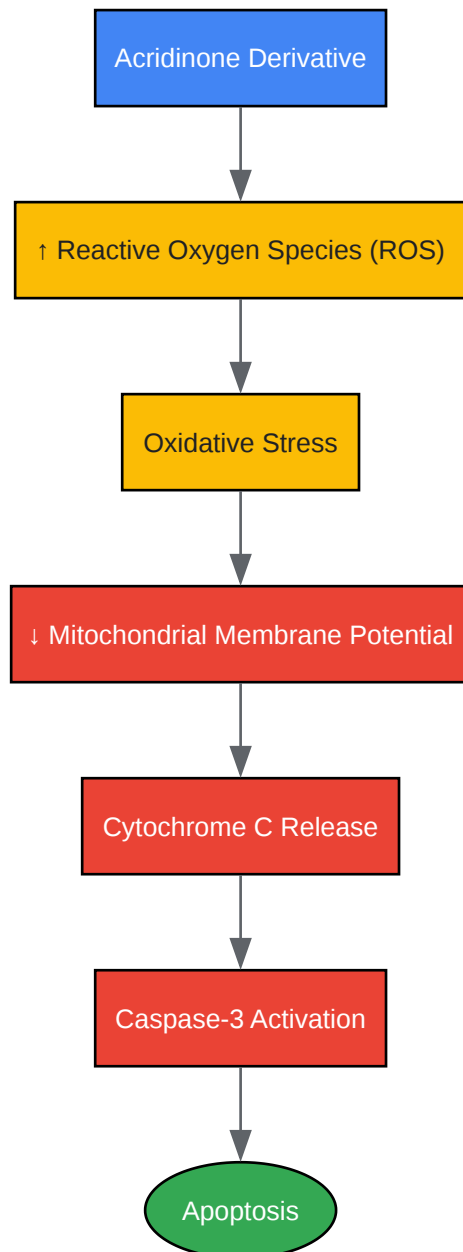 Acridinone Derivative
↑ Reactive Oxygen Species (ROS)
Oxidative Stress
↓ Mitochondrial Membrane Potential
Cytochrome C Release
Caspase-3 Activation
Apoptosis